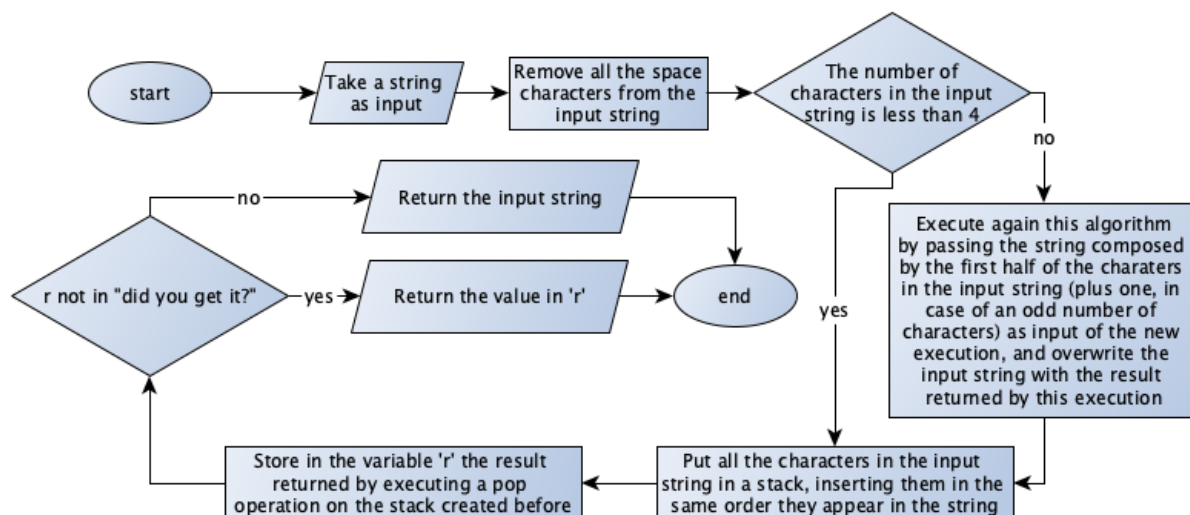 start
Take a string
as input
Remove all the space
characters from the
input string
The number of
characters in the input
string is less than 4
no
yes
Execute again this algorithm
by passing the string composed
by the first half of the charaters
in the input string (plus one, in
case of an odd number of
characters) as input of the new
execution, and overwrite the
input string with the result
returned by this execution
Put all the characters in the input
string in a stack, inserting them in the
same order they appear in the string
Store in the variable 'r' the result
returned by executing a pop
operation on the stack created before
r not in "did you get it?"
no
Return the input string
yes
Return the value in 'r'
end